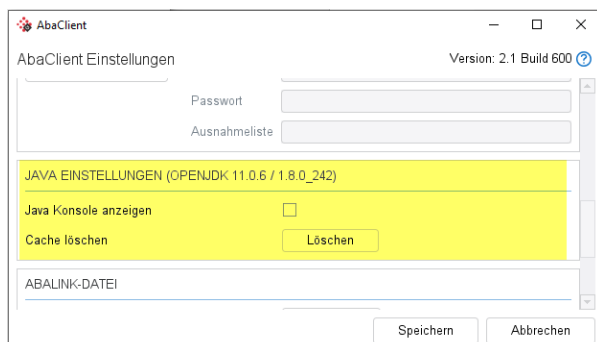 AbaClient
AbaClient Einstellungen
Version: 2.1 Build 600
?
Passwort
Ausnahmeliste
JAVA EINSTELLUNGEN (OPENJDK 11.0.6 / 1.8.0_242)
Java Konsole anzeigen
Cache löschen
Löschen
ABALINK-DATEI
Speichern
Abbrechen